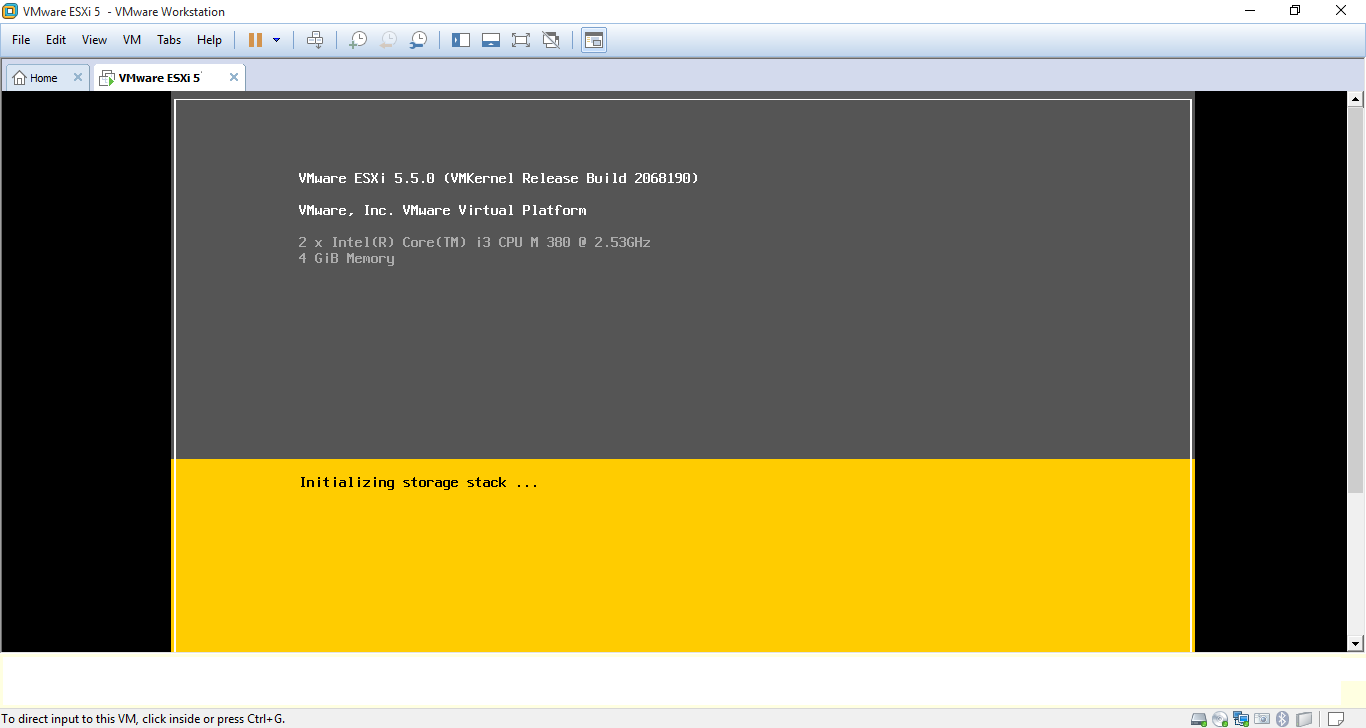 VMware ESXi 5 - VMware Workstation
File Edit View VM Tabs Help
Home VMware ESXi 5
VMware ESXi 5.5.0 (VMKernel Release Build 2068190)
VMware, Inc. VMware Virtual Platform
2 x Intel(R) Core(TM) i3 CPU M 380 @ 2.53GHz
4 GiB Memory
Initializing storage stack ...
To direct input to this VM, click inside or press Ctrl+G.